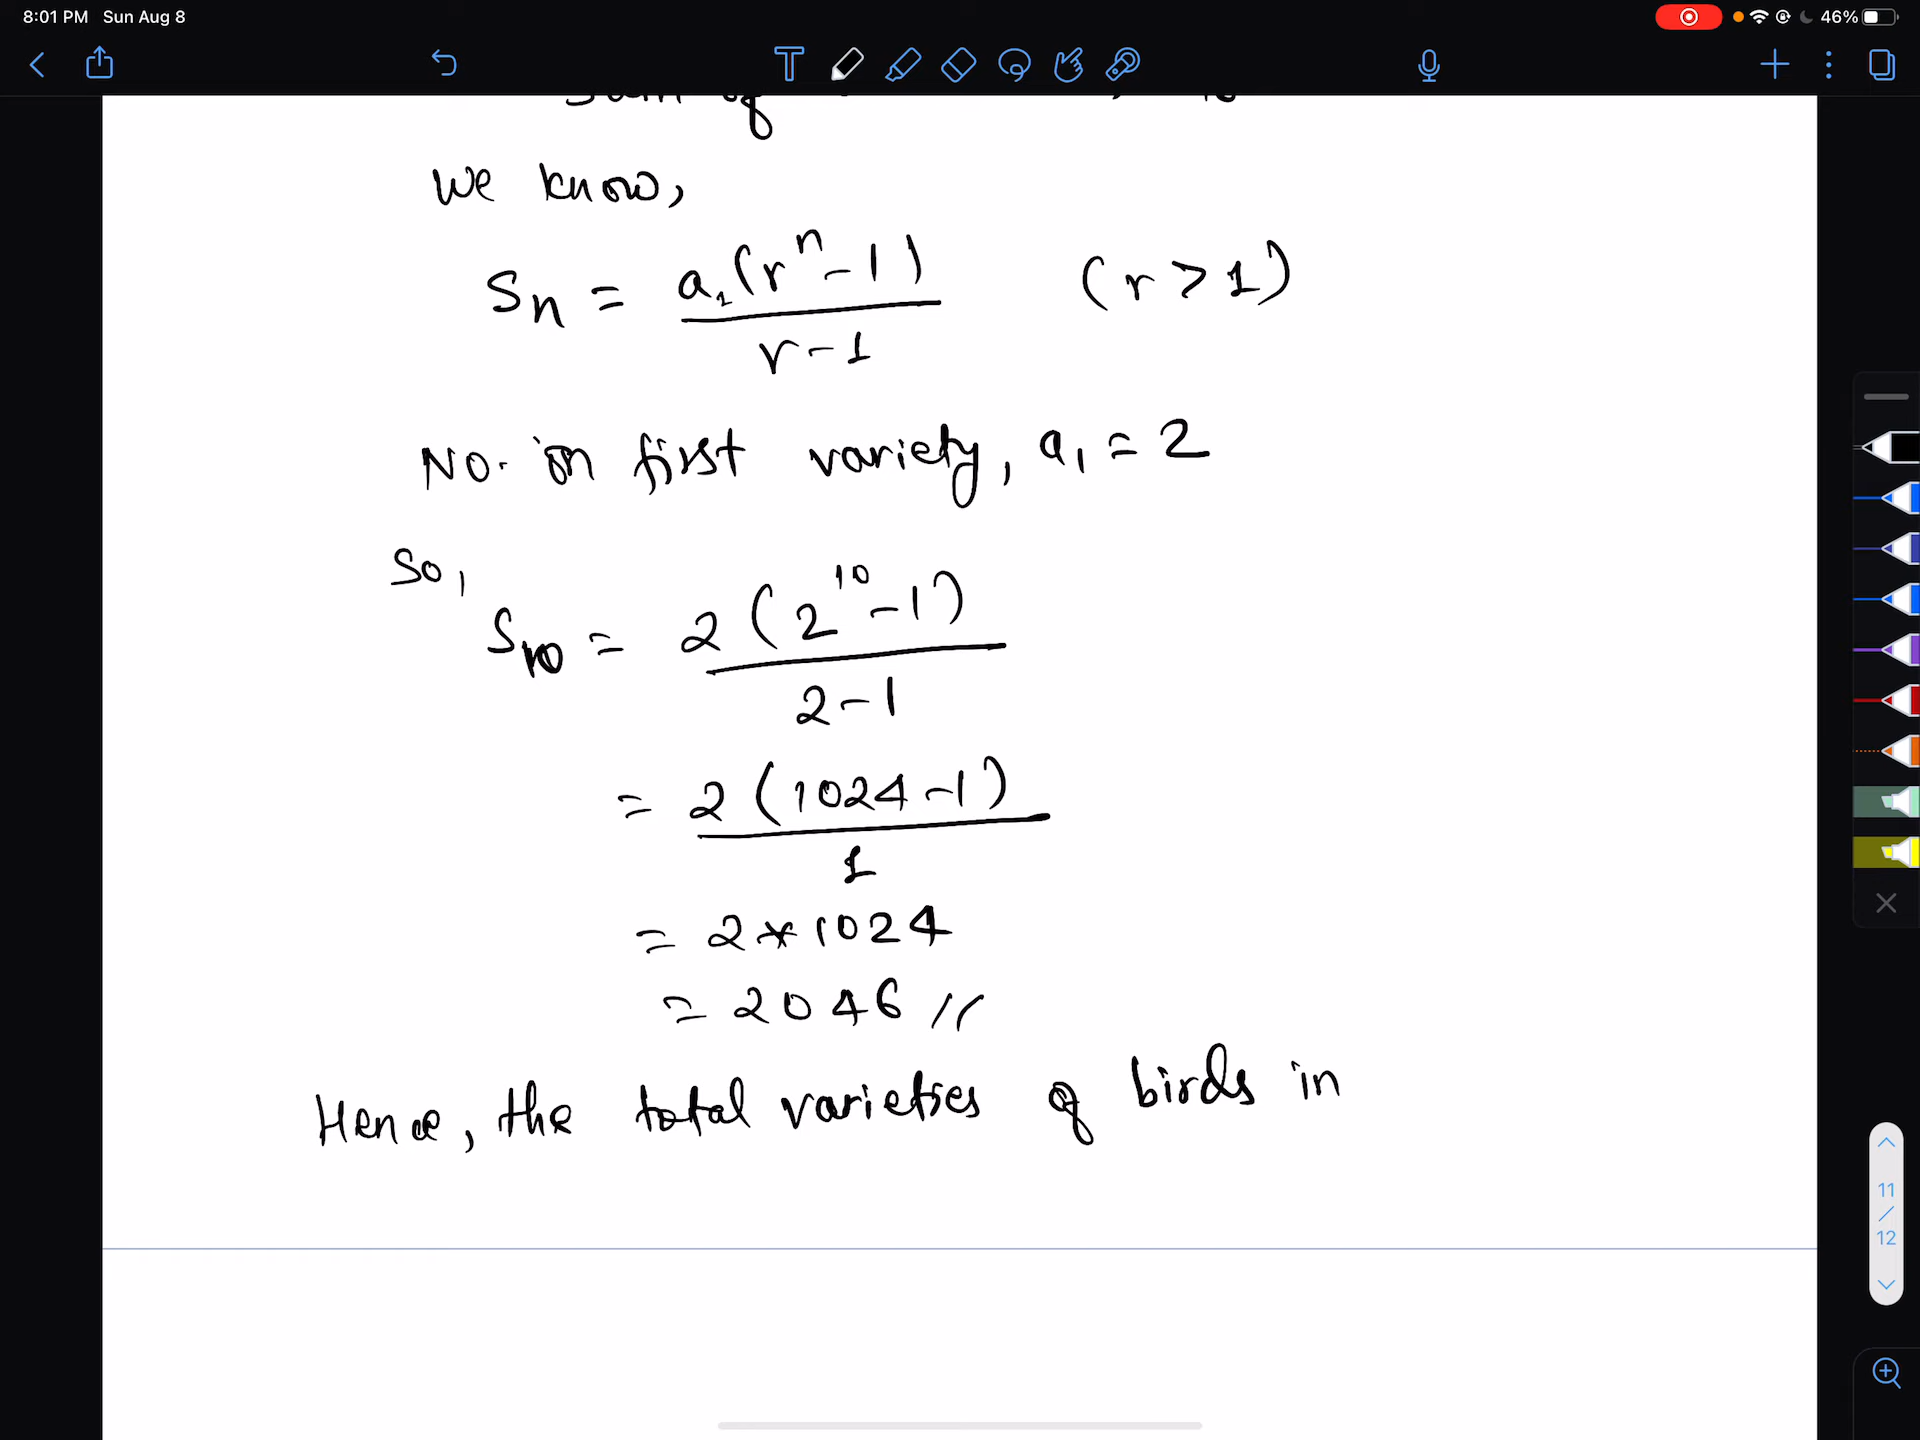 8:01 PM Sun Aug 8
46%
We know,
Sn = a1(r^n - 1) / r - 1 (r > 1)
No. in first variety, a1 = 2
So,
S10 = 2 (2^10 - 1) / 2 - 1
= 2 (1024 - 1) / 1
= 2 * 1024
= 2046 //
Hence, the total varieties of birds in
11
/
12